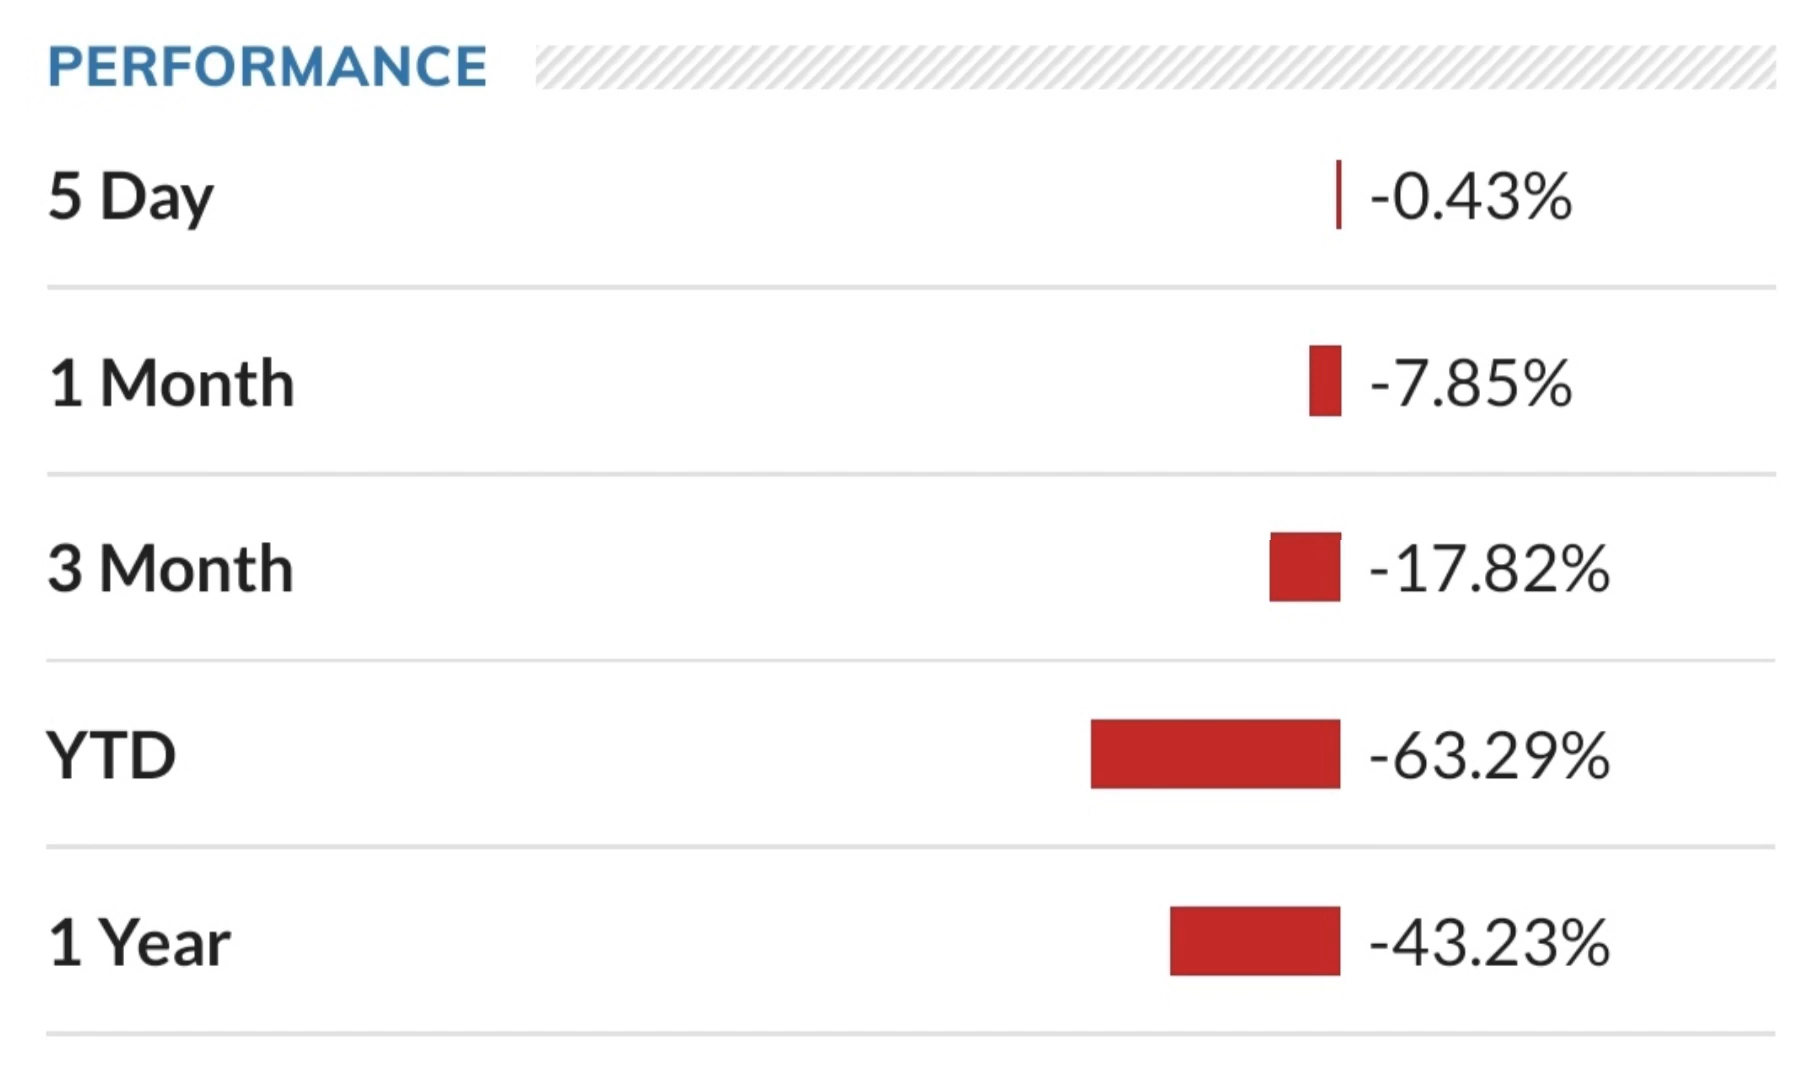 PERFORMANCE
5 Day -0.43%
1 Month -7.85%
3 Month -17.82%
YTD -63.29%
1 Year -43.23%